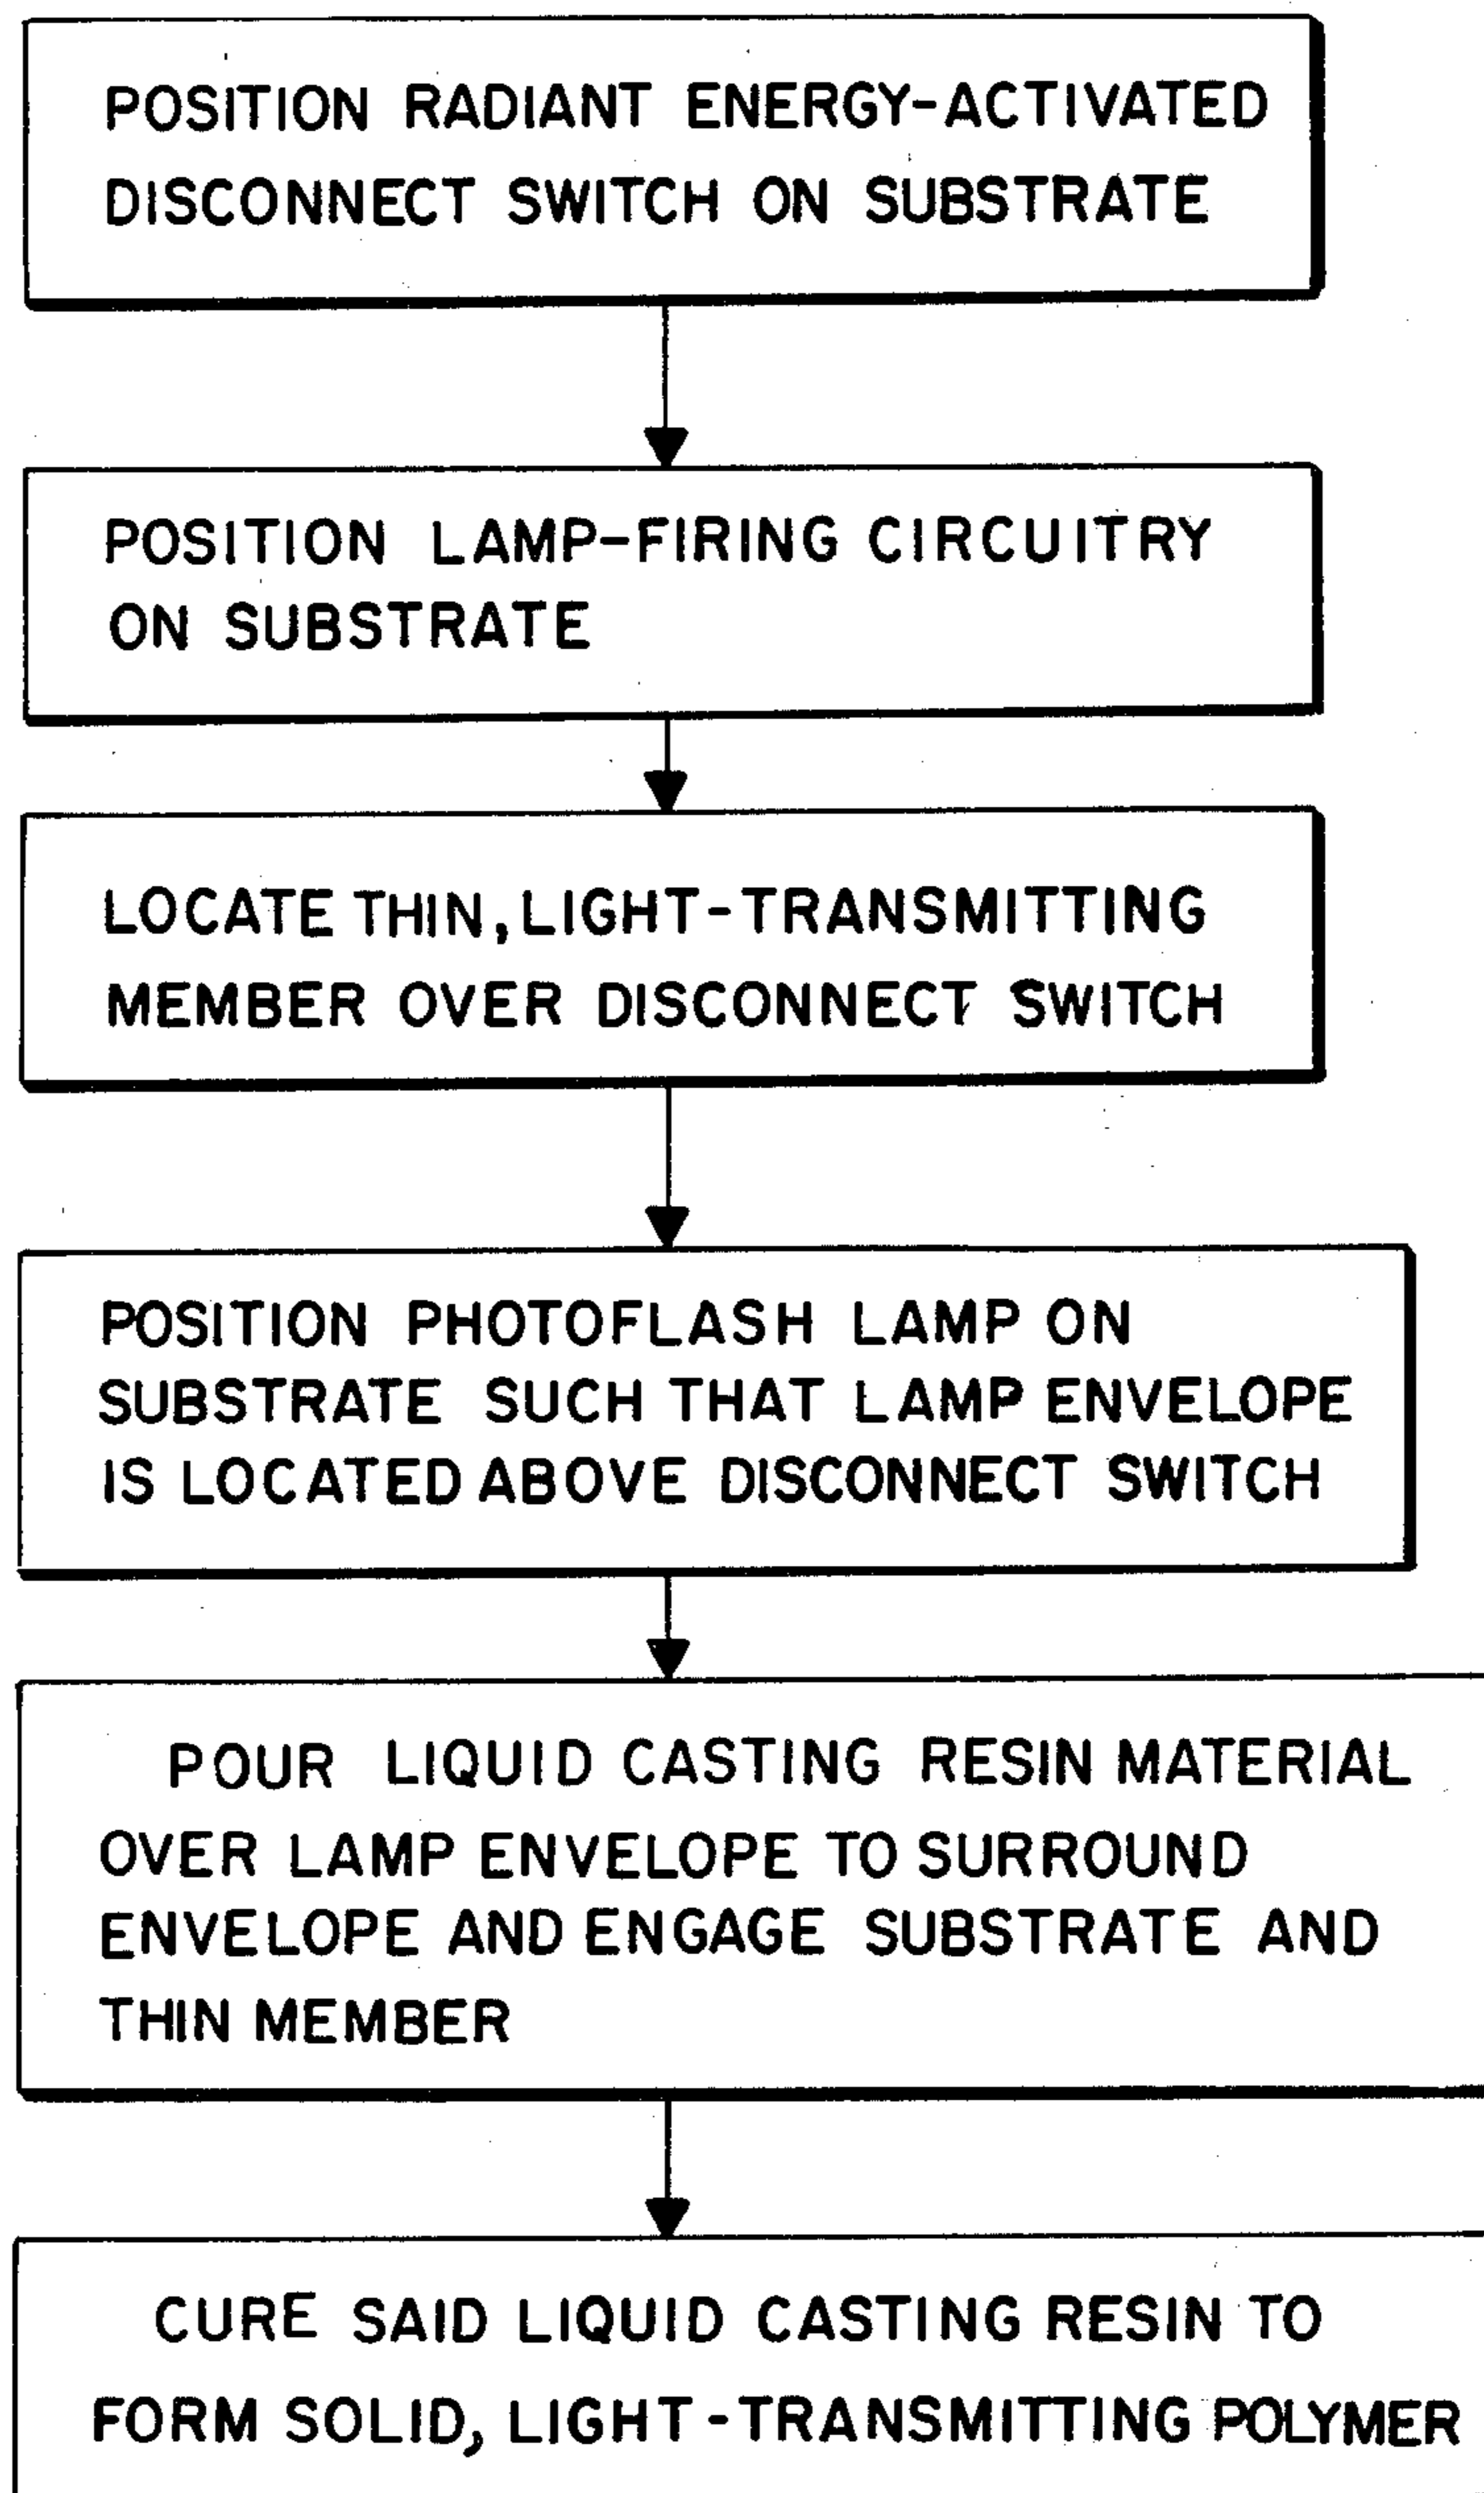 POSITION RADIANT ENERGY-ACTIVATED
DISCONNECT SWITCH ON SUBSTRATE
POSITION LAMP-FIRING CIRCUITRY
ON SUBSTRATE
LOCATE THIN, LIGHT-TRANSMITTING
MEMBER OVER DISCONNECT SWITCH
POSITION PHOTOFLASH LAMP ON
SUBSTRATE SUCH THAT LAMP ENVELOPE
IS LOCATED ABOVE DISCONNECT SWITCH
POUR LIQUID CASTING RESIN MATERIAL
OVER LAMP ENVELOPE TO SURROUND
ENVELOPE AND ENGAGE SUBSTRATE AND
THIN MEMBER
CURE SAID LIQUID CASTING RESIN TO
FORM SOLID, LIGHT-TRANSMITTING POLYMER